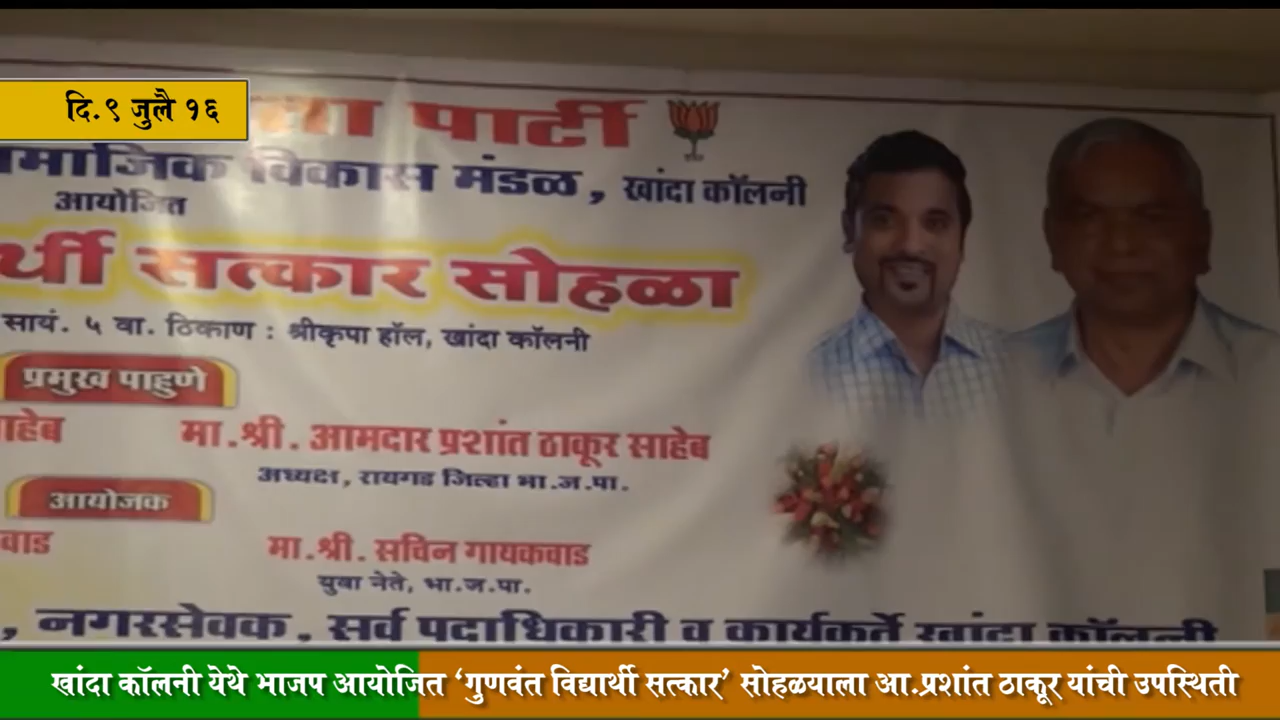 दि.९ जुलै १६
पार्टी
विकास मंडळ, खांदा कॉलनी
आयोजित
सत्कार सोहळा
सायं. ५ वा. ठिकाण : श्रीकृपा हॉल, खांदा कॉलनी
प्रमुख पाहुणे
मा.श्री. आमदार प्रशांत ठाकूर साहेब
अध्यक्ष, रायगड जिल्हा भा.ज.पा.
आयोजक
मा.श्री. सचिन गायकवाड
युवा नेते, भा.ज.पा.
, नगरसेवक, सर्व पदाधिकारी व कार्यकर्ते खांदा कॉलनी
खांदा कॉलनी येथे भाजप आयोजित ‘गुणवंत विद्यार्थी सत्कार’ सोहळयाला आ.प्रशांत ठाकूर यांची उपस्थिती